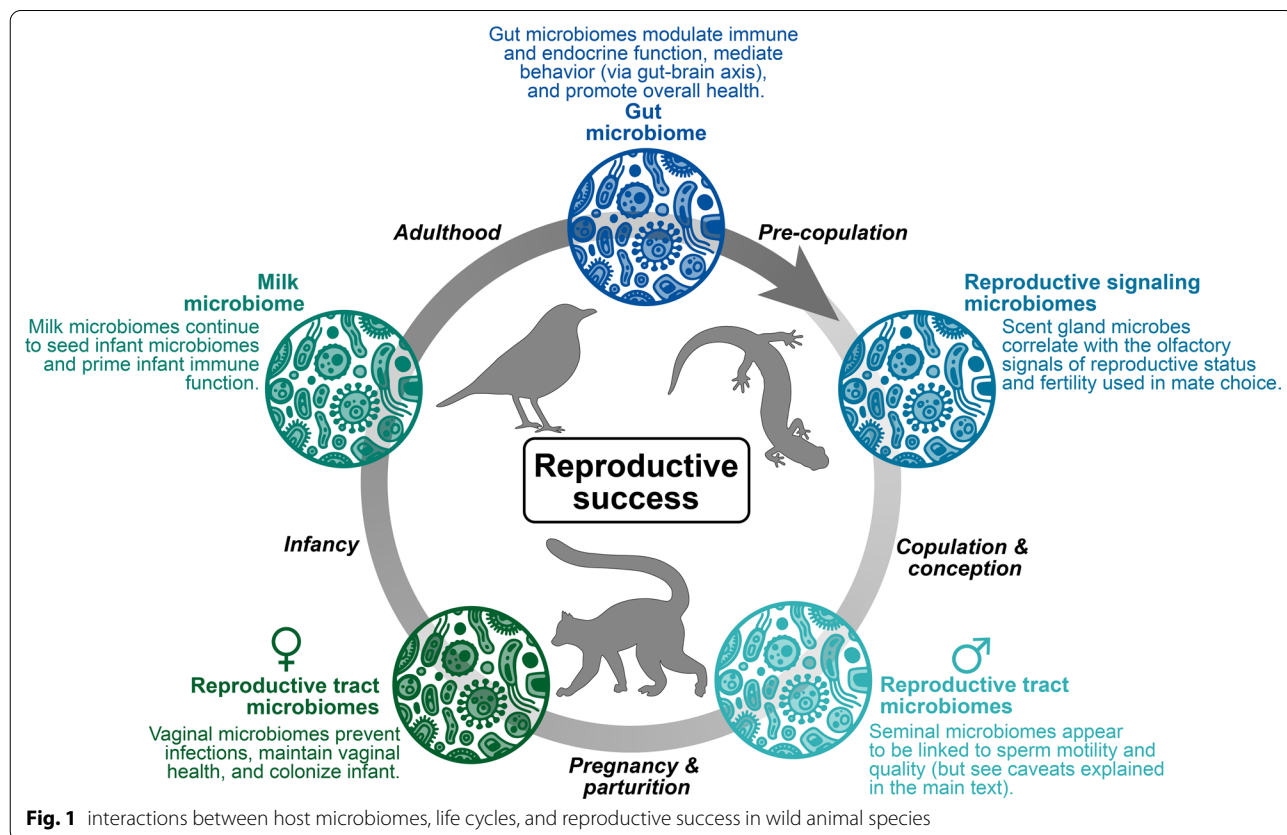 Gut microbiomes modulate immune
and endocrine function, mediate
behavior (via gut-brain axis),
and promote overall health.
Gut
microbiome
Adulthood
Pre-copulation
Milk
microbiome
Milk microbiomes continue
to seed infant microbiomes
and prime infant immune
function.
Reproductive signaling
microbiomes
Scent gland microbes
correlate with the olfactory
signals of reproductive status
and fertility used in mate choice.
Reproductive
success
Infancy
Copulation &
conception
♀
Reproductive tract
microbiomes
Vaginal microbiomes prevent
infections, maintain vaginal
health, and colonize infant.
Pregnancy &
parturition
♂
Reproductive tract
microbiomes
Seminal microbiomes appear
to be linked to sperm motility and
quality (but see caveats explained
in the main text).
Fig. 1 interactions between host microbiomes, life cycles, and reproductive success in wild animal species